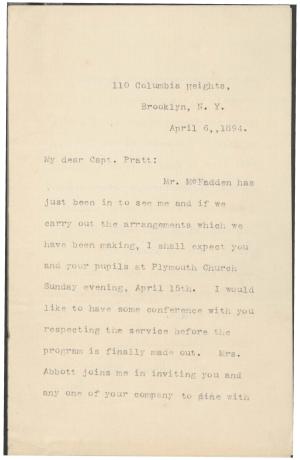 110 Columbia Heights,
Brooklyn, N. Y.
April 6,,1894.
My dear Capt. Pratt:
Mr. McFadden has
just been in to see me and if we
carry out the arrangements which we
have been making, I shall expect you
and your pupils at Plymouth Church
Sunday evening, April 15th. I would
like to have some conference with you
respecting the service before the
program is finally made out. Mrs.
Abbott joins me in inviting you and
any one of your company to dine with